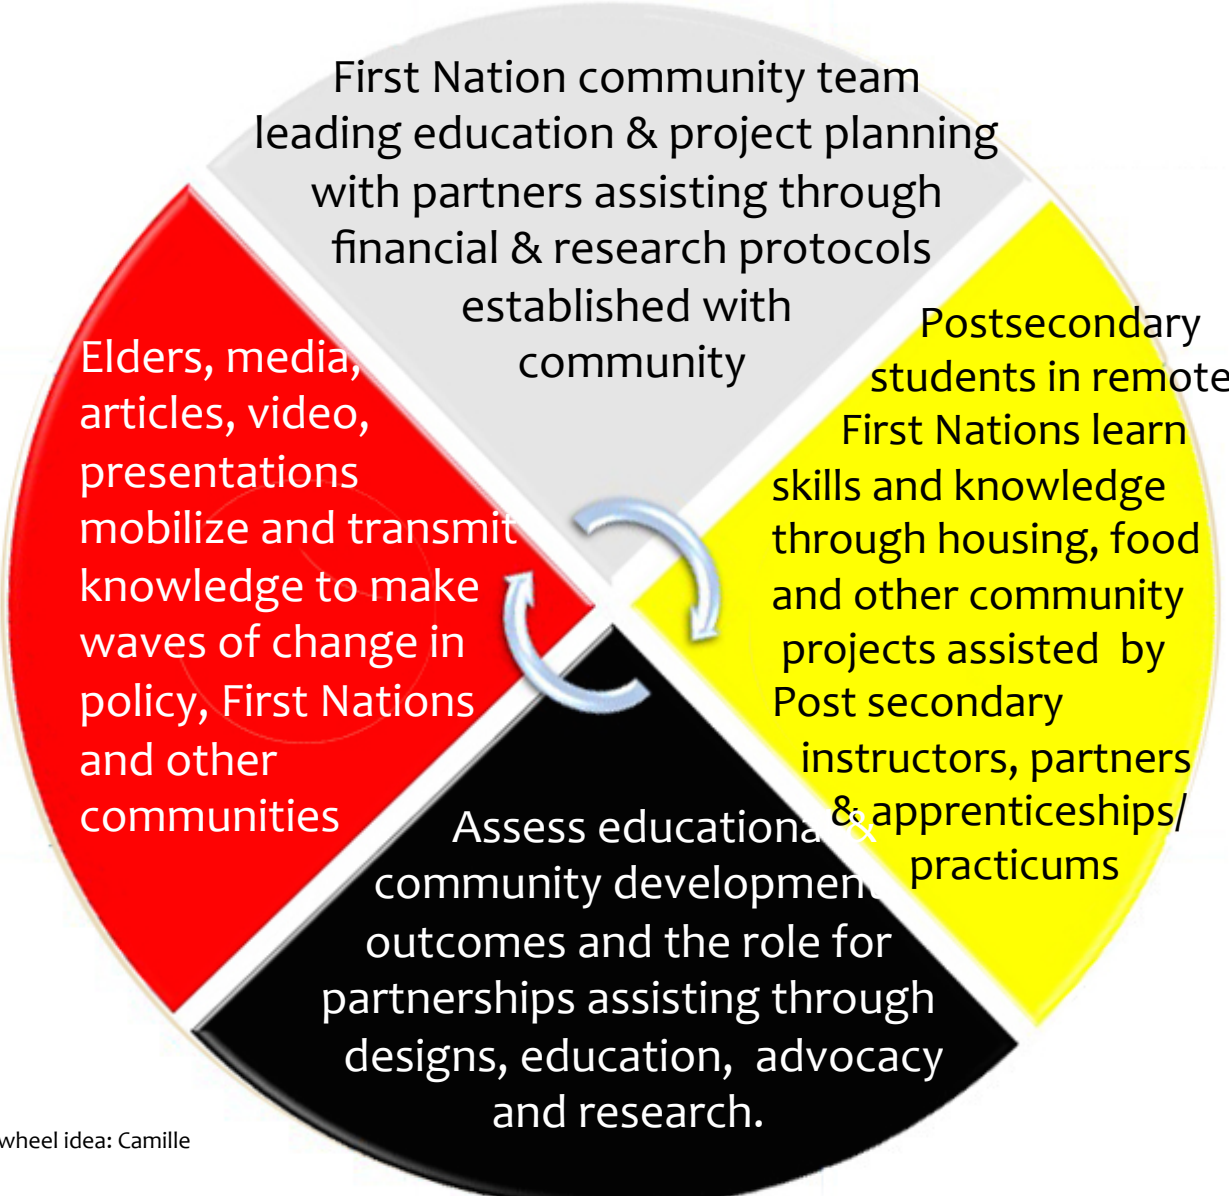 First Nation community team
leading education & project planning
with partners assisting through
financial & research protocols
established with
community
Postsecondary
students in remote
First Nations learn
skills and knowledge
through housing, food
and other community
projects assisted by
Post secondary
instructors, partners
& apprenticeships/
practicums
Assess educational &
community development
outcomes and the role for
partnerships assisting through
designs, education, advocacy
and research.
Elders, media,
articles, video,
presentations
mobilize and transmit
knowledge to make
waves of change in
policy, First Nations
and other
communities
wheel idea: Camille